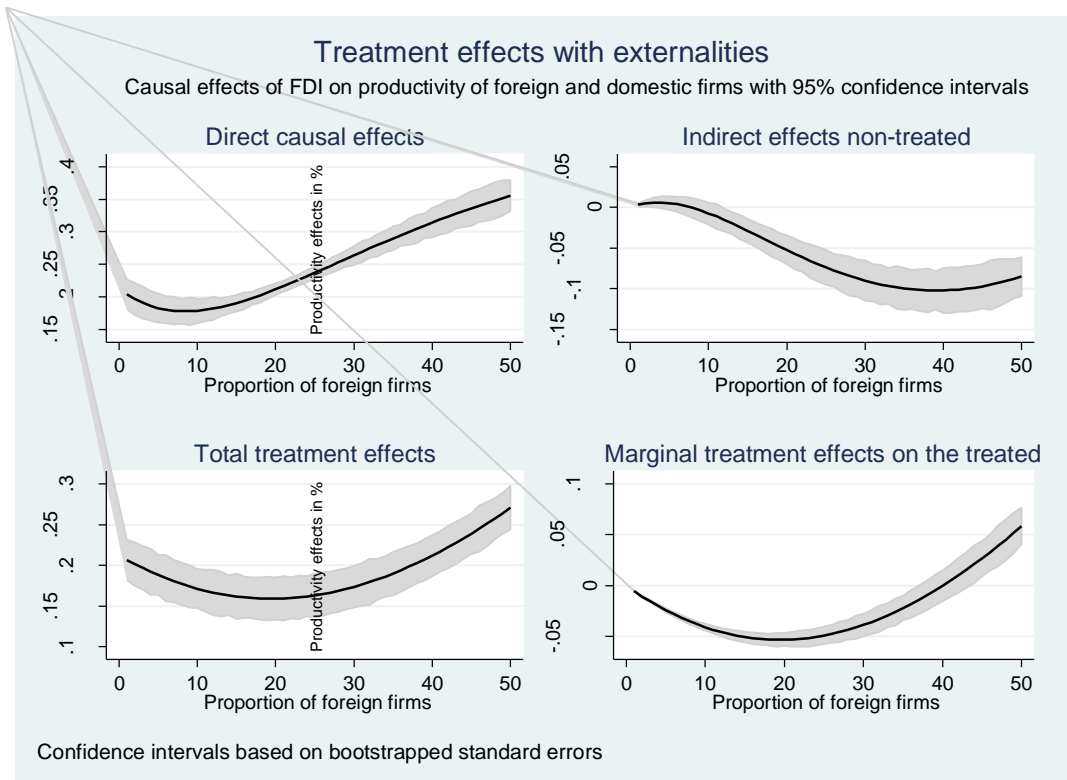 Treatment effects with externalities
Causal effects of FDI on productivity of foreign and domestic firms with 95% confidence intervals
Direct causal effects
.4
.35
.3
.25
.2
.15
Productivity effects in %
0 10 20 30 40 50
Proportion of foreign firms
Indirect effects non-treated
.05
0
-.05
-.1
-.15
0 10 20 30 40 50
Proportion of foreign firms
Total treatment effects
.3
.25
.2
.15
.1
Productivity effects in %
0 10 20 30 40 50
Proportion of foreign firms
Marginal treatment effects on the treated
.1
.05
0
-.05
0 10 20 30 40 50
Proportion of foreign firms
Confidence intervals based on bootstrapped standard errors